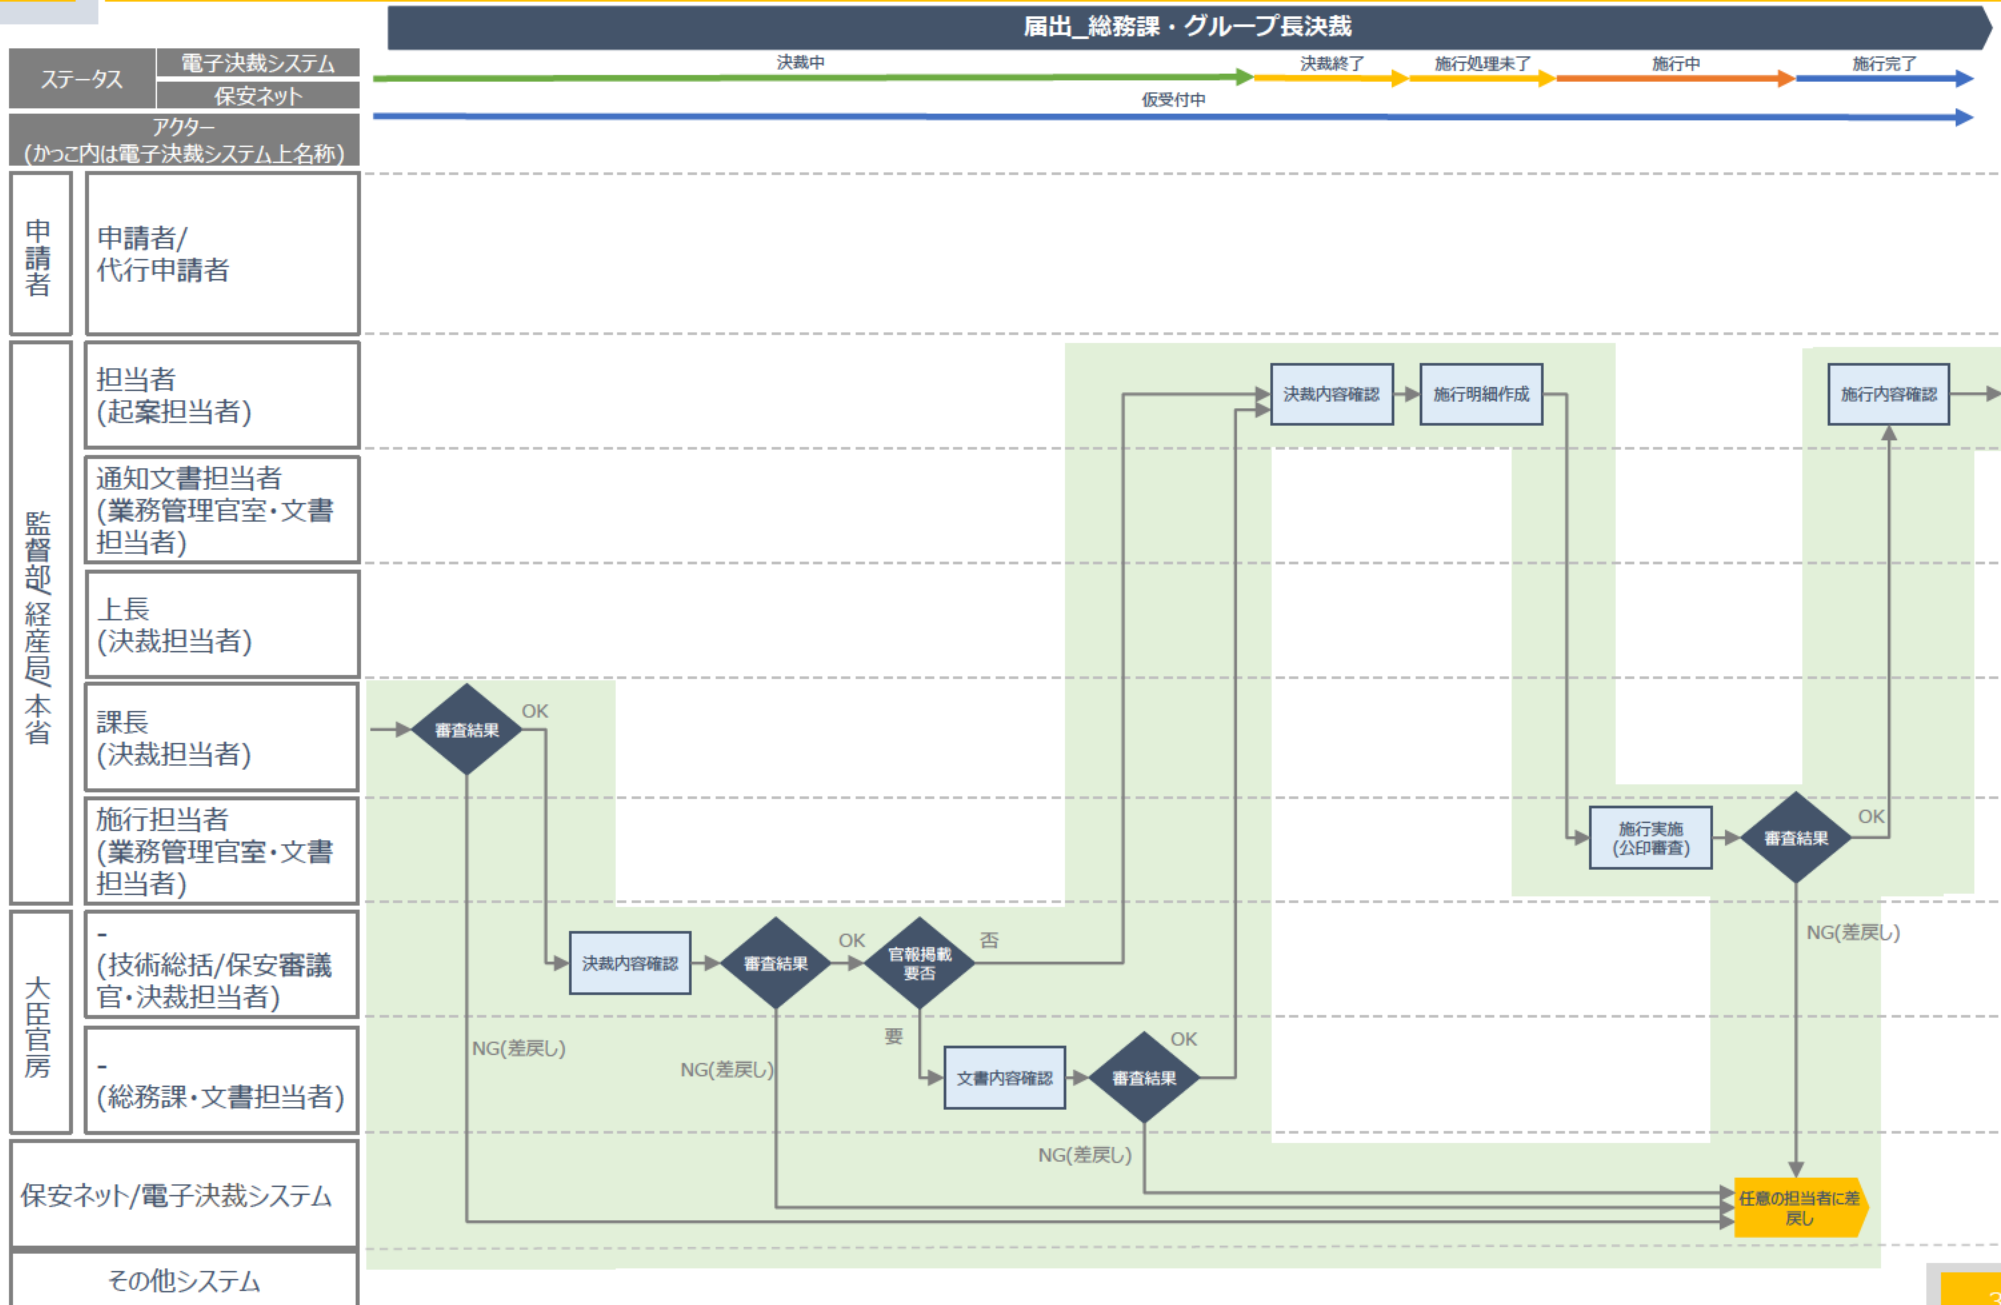 届出_総務課・グループ長決裁
ステータス
電子決裁システム
保安ネット
決裁中
決裁終了
施行処理未了
施行中
施行完了
仮受付中
アクター
(かっこ内は電子決裁システム上名称)
申請者
申請者/
代行申請者
監督部/経産局/本省
担当者
(起案担当者)
決裁内容確認
施行明細作成
施行内容確認
通知文書担当者
(業務管理官室・文書
担当者)
上長
(決裁担当者)
課長
(決裁担当者)
審査結果
OK
施行担当者
(業務管理官室・文書
担当者)
施行実施
(公印審査)
審査結果
OK
NG(差戻し)
大臣官房
-
(技術総括/保安審議
官・決裁担当者)
決裁内容確認
審査結果
OK
官報掲載
要否
否
要
NG(差戻し)
NG(差戻し)
-
(総務課・文書担当者)
文書内容確認
審査結果
OK
NG(差戻し)
保安ネット/電子決裁システム
任意の担当者に差
戻し
その他システム